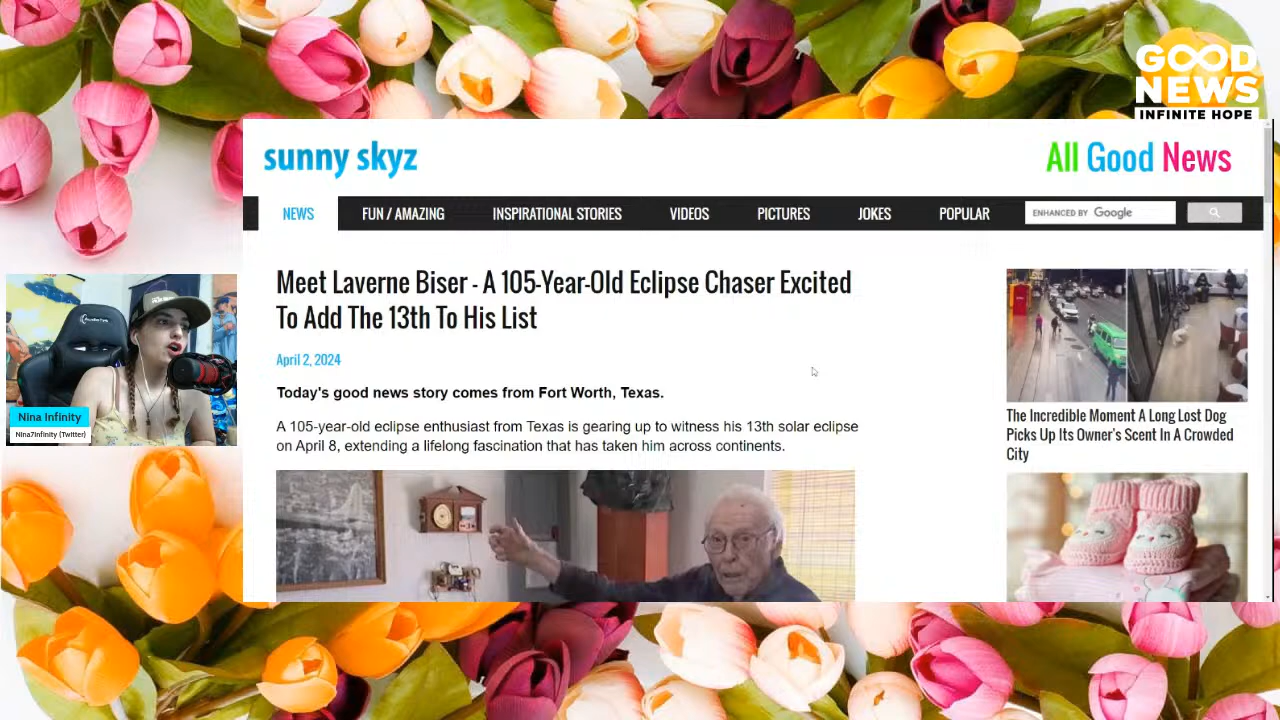 GOOD
NEWS
INFINITE HOPE
sunny skyz
All Good News
NEWS
FUN / AMAZING
INSPIRATIONAL STORIES
VIDEOS
PICTURES
JOKES
POPULAR
ENHANCED BY Google
Meet Laverne Biser - A 105-Year-Old Eclipse Chaser Excited
To Add The 13th To His List
April 2, 2024
Today's good news story comes from Fort Worth, Texas.
A 105-year-old eclipse enthusiast from Texas is gearing up to witness his 13th solar eclipse
on April 8, extending a lifelong fascination that has taken him across continents.
The Incredible Moment A Long Lost Dog
Picks Up Its Owner's Scent In A Crowded
City
Nina Infinity
Nina7Infinity (Twitter)